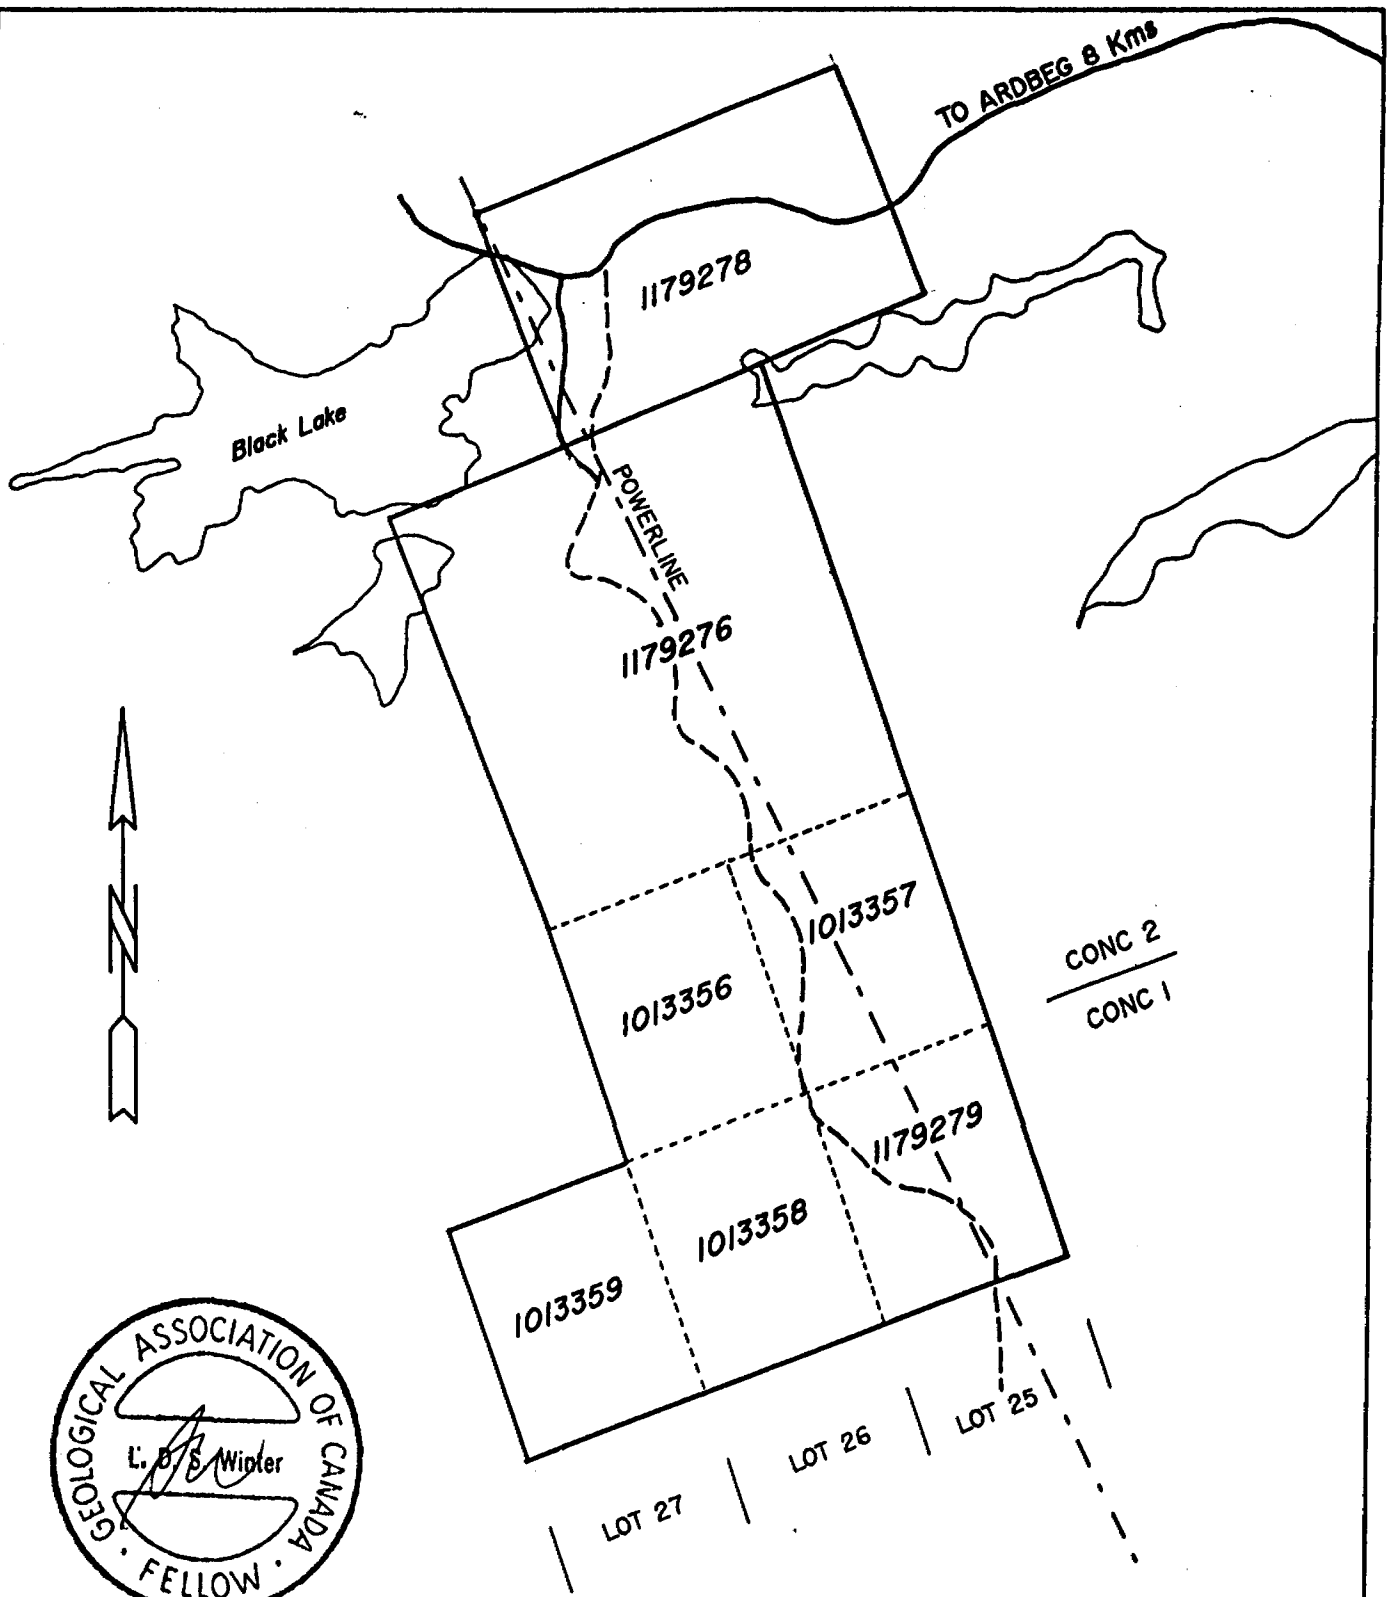 TO ARDBEG 8 Kms
1179278
Black Lake
POWERLINE
1179276
1013357
CONC 2
CONC 1
1013356
N
1179279
1013358
1013359
LOT 25
LOT 26
LOT 27
GEOLOGICAL ASSOCIATION OF CANADA
L. D. S. Winter
· FELLOW ·